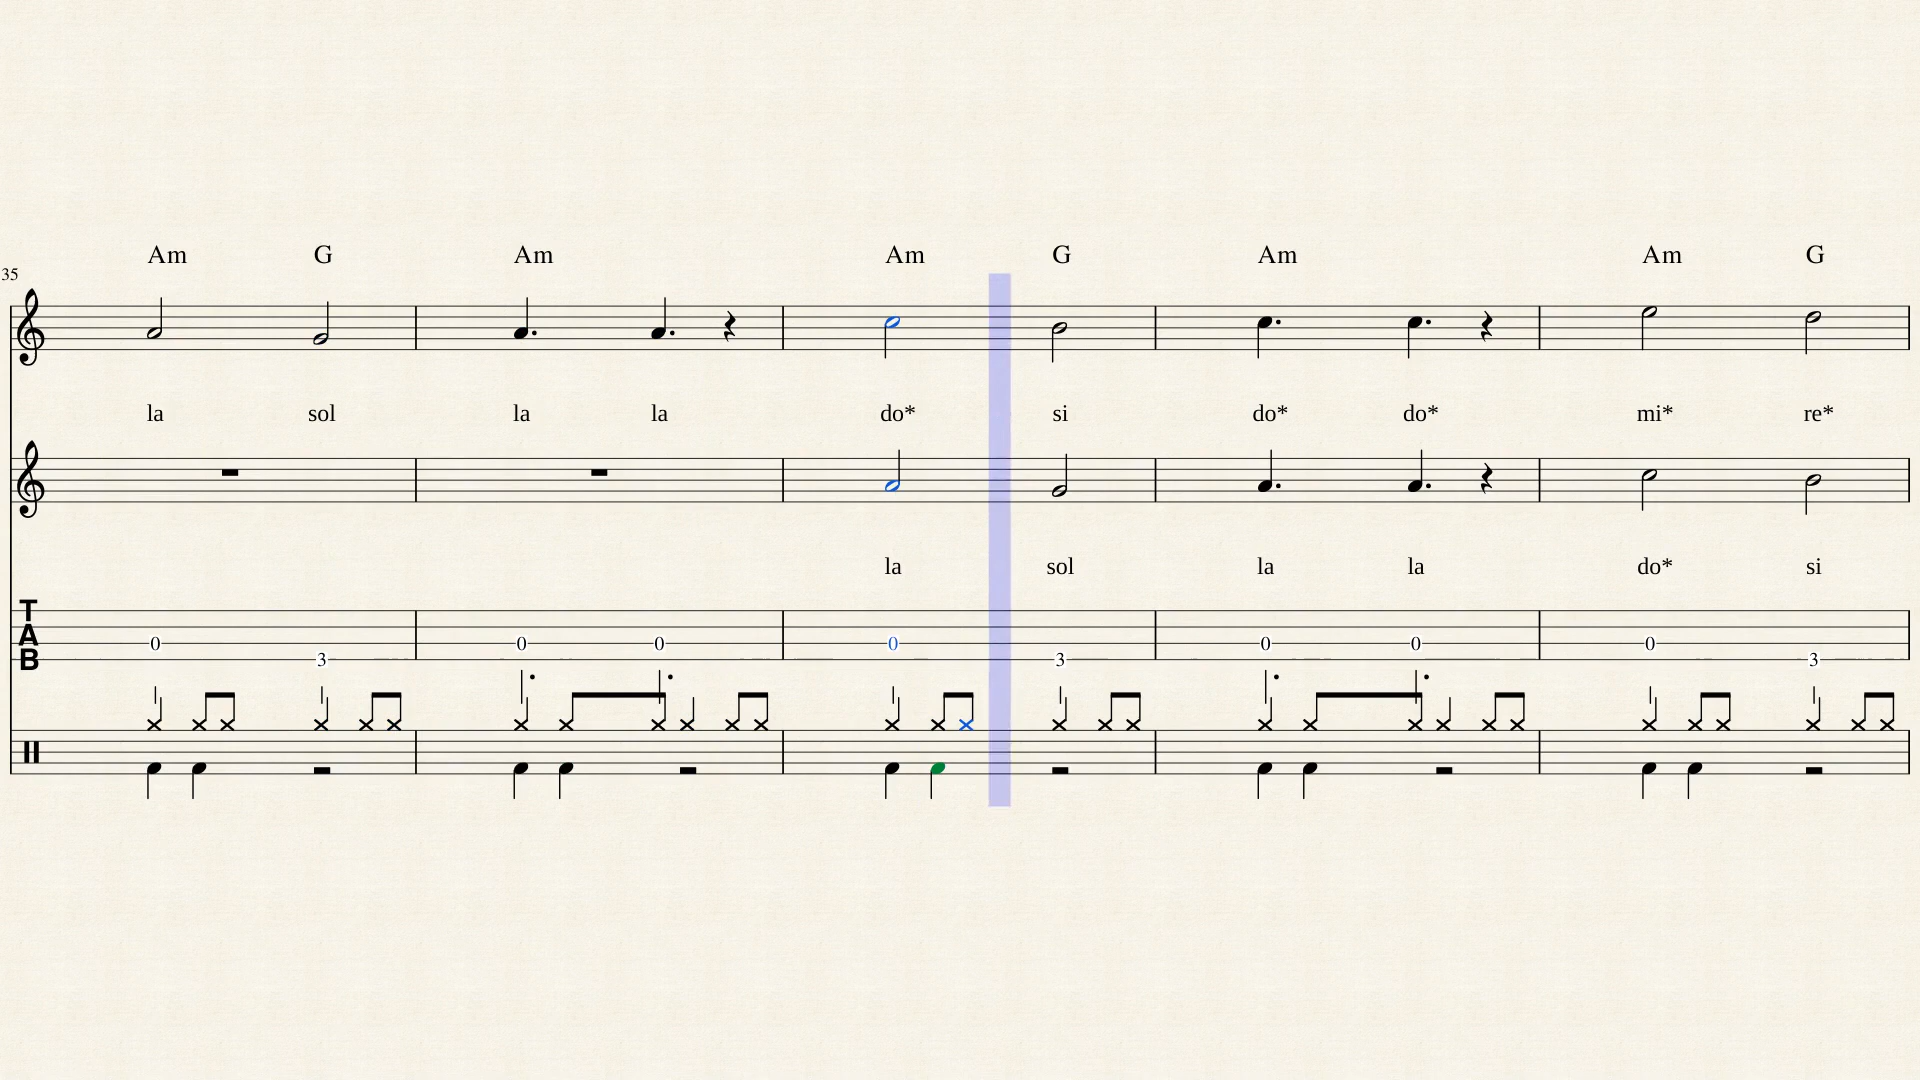 Am G Am Am G Am Am G
35
la sol la la do* si do* do* mi* re*
la sol la la do* si
T
A
B
0 3 0 0 0 3 0 0 0 3